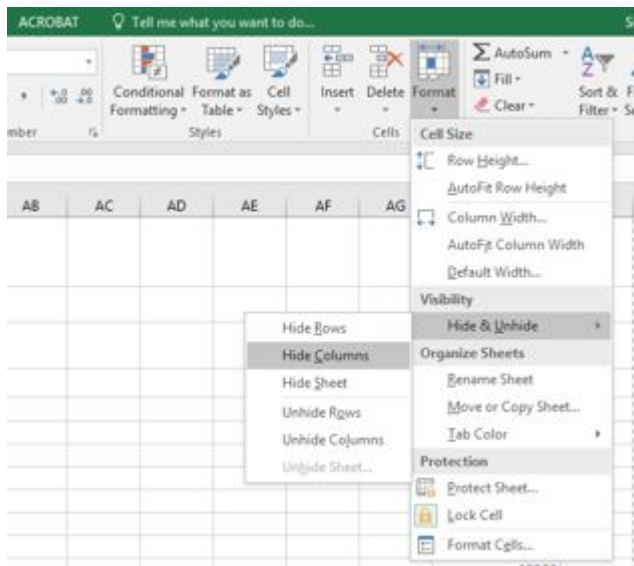 ACROBAT Tell me what you want to do...
AutoSum
Fill
Clear
Conditional Formatting
Format as Table
Cell Styles
Insert
Delete
Format
Sort & Filter
Styles
Cells
AB AC AD AE AF AG
Cell Size
Row Height...
AutoFit Row Height
Column Width...
AutoFit Column Width
Default Width...
Visibility
Hide & Unhide
Hide Rows
Hide Columns
Hide Sheet
Unhide Rows
Unhide Columns
Unhide Sheet...
Organize Sheets
Rename Sheet
Move or Copy Sheet...
Tab Color
Protection
Protect Sheet...
Lock Cell
Format Cells...